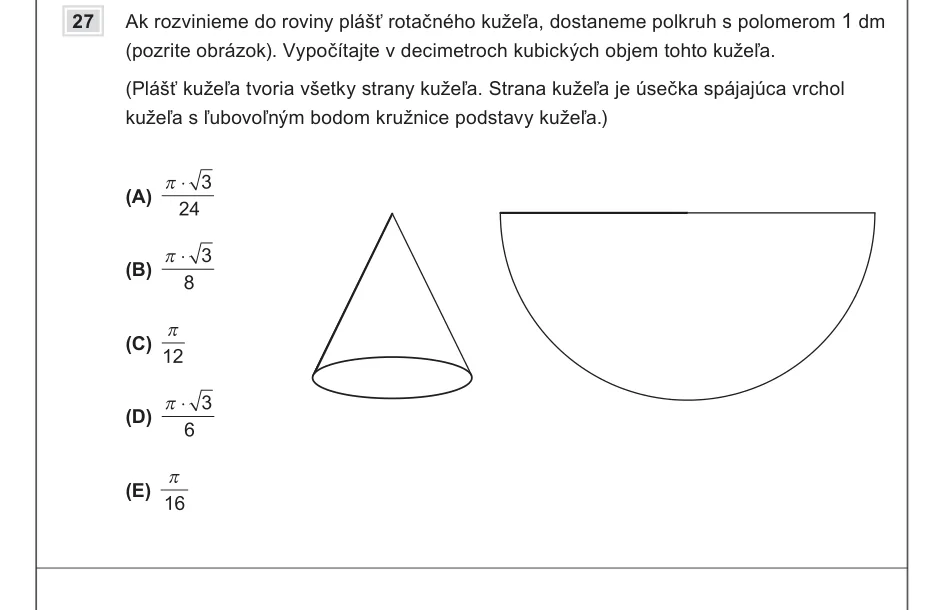 27 Ak rozvinieme do roviny plášť rotačného kužeľa, dostaneme polkruh s polomerom 1 dm
(pozrite obrázok). Vypočítajte v decimetroch kubických objem tohto kužeľa.
(Plášť kužeľa tvoria všetky strany kužeľa. Strana kužeľa je úsečka spájajúca vrchol
kužeľa s ľubovoľným bodom kružnice podstavy kužeľa.)
(A) π · √3 / 24
(B) π · √3 / 8
(C) π / 12
(D) π · √3 / 6
(E) π / 16